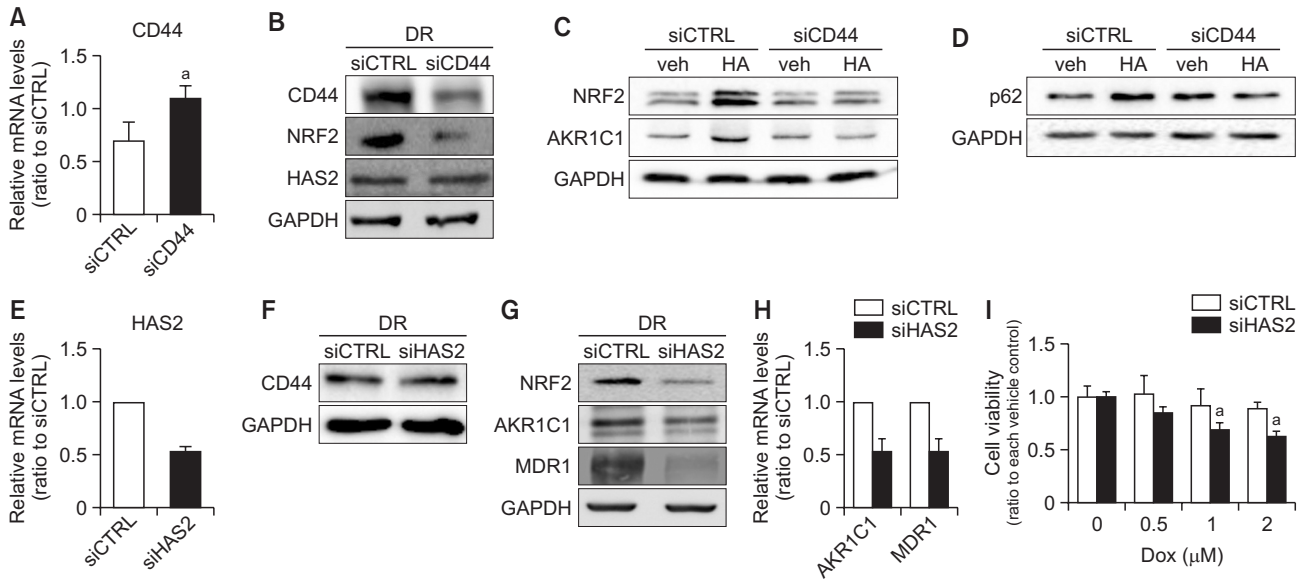 A
CD44
Relative mRNA levels
(ratio to siCTRL)
1.5
1.0
0.5
0
a
siCTRL
siCD44
B
DR
siCTRL siCD44
CD44
NRF2
HAS2
GAPDH
C
siCTRL siCD44
veh HA veh HA
NRF2
AKR1C1
GAPDH
D
siCTRL siCD44
veh HA veh HA
p62
GAPDH
E
HAS2
Relative mRNA levels
(ratio to siCTRL)
1.5
1.0
0.5
0
siCTRL
siHAS2
F
DR
siCTRL siHAS2
CD44
GAPDH
G
DR
siCTRL siHAS2
NRF2
AKR1C1
MDR1
GAPDH
H
siCTRL
siHAS2
Relative mRNA levels
(ratio to siCTRL)
1.5
1.0
0.5
0
AKR1C1
MDR1
I
siCTRL
siHAS2
Cell viability
(ratio to each vehicle control)
1.5
1.0
0.5
0
a
a
0 0.5 1 2
Dox (μM)